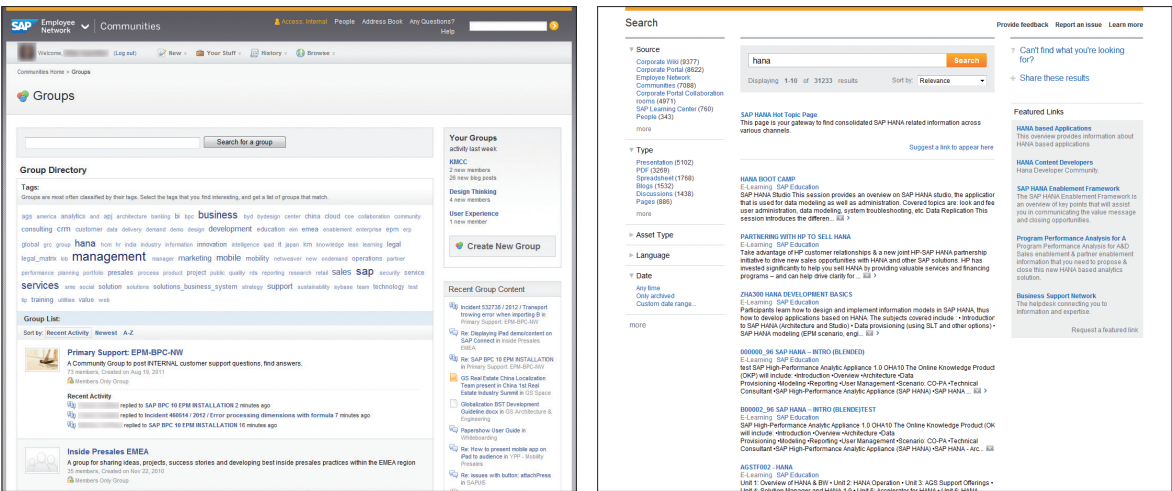 SAP Employee Network Communities
Access: Internal People Address Book Any Questions?
Help
Welcome, (Log out) New Your Stuff History Browse
Communities Home > Groups
Groups
Search for a group
Group Directory
Tags:
Groups are most often classified by their tags. Select the tags that you find interesting, and get a list of groups that match.
ags america analytics and apj architecture banking bi bpc business byd bydesign center china cloud coe collaboration community
consulting crm customer data delivery demand demo design development education ein emea enablement enterprise epm erp
global grc group hana hcm hr india industry information innovation intelligence ipad it japan km knowledge lean learning legal
legal_matrix lob management manager marketing mobile mobility netweaver new ondemand operations partner
performance planning portfolio presales process product project public quality rds reporting research retail sales sap security service
services sme social solution solutions solutions_business_system strategy support sustainability sybase team technology test
tip training utilities value web
Group List:
Sort by: Recent Activity Newest A-Z
Primary Support: EPM-BPC-NW
A Community Group to post INTERNAL customer support questions, find answers.
73 members, Created on Aug 19, 2011
Members Only Group
Recent Activity
replied to SAP BPC 10 EPM INSTALLATION 2 minutes ago
replied to Incident 468514 / 2012 / Error processing dimensions with formula 7 minutes ago
replied to SAP BPC 10 EPM INSTALLATION 16 minutes ago
Inside Presales EMEA
A group for sharing ideas, projects, success stories and developing best inside presales practices within the EMEA region
35 members, Created on Nov 22, 2010
Members Only Group
Your Groups
activity last week
KMCC
2 new members
26 new blog posts
Design Thinking
4 new members
User Experience
1 new member
Create New Group
Recent Group Content
Incident 532736 / 2012 / Transport
trowing error when importing B in
Primary Support: EPM-BPC-NW
Re: Displaying iPad demo/content on
SAP Connect in Inside Presales
EMEA
Re: SAP BPC 10 EPM INSTALLATION
in Primary Support: EPM-BPC-NW
GS Real Estate China Localization
Team present in China 1st Real
Estate Industry Summit in GS Space
Globalization BST Development
Guideline.docx in GS Architecture &
Engineering
Papershow User Guide in
Whiteboarding
Re: How to present mobile app on
iPad to audience in YPP - Mobility
Presales
Re: Issues with button: attachPress
in SAPUI5
Search
Provide feedback Report an issue Learn more
Source
Corporate Wiki (9377)
Corporate Portal (8622)
Employee Network
Communities (7088)
Corporate Portal Collaboration
rooms (4971)
SAP Learning Center (760)
People (343)
more
Type
Presentation (5102)
PDF (3269)
Spreadsheet (1768)
Blogs (1532)
Discussions (1438)
Pages (886)
more
Asset Type
Language
Date
Any time
Only archived
Custom date range...
more
hana Search
Displaying 1-10 of 31233 results Sort by: Relevance
SAP HANA Hot Topic Page
This page is your gateway to find consolidated SAP HANA related information across
various channels.
Suggest a link to appear here
HANA BOOT CAMP
E-Learning SAP Education
SAP HANA Studio This session provides an overview on SAP HANA studio, the application
that is used for data modeling as well as administration. Covered topics are: look and fee
user administration, data modeling, system troubleshooting, etc. Data Replication This
session introduces the differen...
PARTNERING WITH HP TO SELL HANA
Take advantage of HP customer relationships & a new joint HP-SAP HANA partnership
initiative to drive new sales opportunities with HANA and other SAP solutions. HP has
invested significantly to help you sell HANA by providing valuable services and financing
programs – and can help drive clarity for ...
ZHA300 HANA DEVELOPMENT BASICS
E-Learning SAP Education
Participants learn how to design and implement information models in SAP HANA, thus
how to develop applications based on HANA. The subjects covered include : • Introduction
to SAP HANA (Architecture and Studio) • Data provisioning (using SLT and other options) •
SAP HANA modeling (EPM scenario, engi...
000000_96 SAP HANA – INTRO (BLENDED)
E-Learning SAP Education
test SAP High-Performance Analytic Appliance 1.0 OHA10 The Online Knowledge Product
(OKP) will include: •Introduction •Overview •Architecture •Data
Provisioning •Modeling •Reporting •User Management •Scenario: CO-PA •Technical
Consultant •SAP High-Performance Analytic Appliance (SAP HANA) •SAP HANA ...
B00002_96 SAP HANA – INTRO (BLENDE)TEST
E-Learning SAP Education
SAP High-Performance Analytic Appliance 1.0 OHA10 The Online Knowledge Product (OK
will include: •Introduction •Overview •Architecture •Data
Provisioning •Modeling •Reporting •User Management •Scenario: CO-PA •Technical
Consultant •SAP High-Performance Analytic Appliance (SAP HANA) •SAP HANA - Arc...
AGSTF002 - HANA
E-Learning SAP Education
Unit 1: Overview of HANA & BW • Unit 2: HANA Operation • Unit 3: AGS Support Offerings •
Can't find what you're looking
for?
Share these results
Featured Links
HANA based Applications
This overview provides information about
HANA based applications
HANA Content Developers
Hana Developer Community.
SAP HANA Enablement Framework
The SAP HANA Enablement Framework is
an overview of key points that will assist
you in communicating the value message
and closing opportunities.
Program Performance Analysis for A
Program Performance Analysis for A&D
Sales enablement & partner enablement
information that you need to propose &
close this new HANA based analytics
solution.
Business Support Network
The helpdesk connecting you to
information and expertise.
Request a featured link